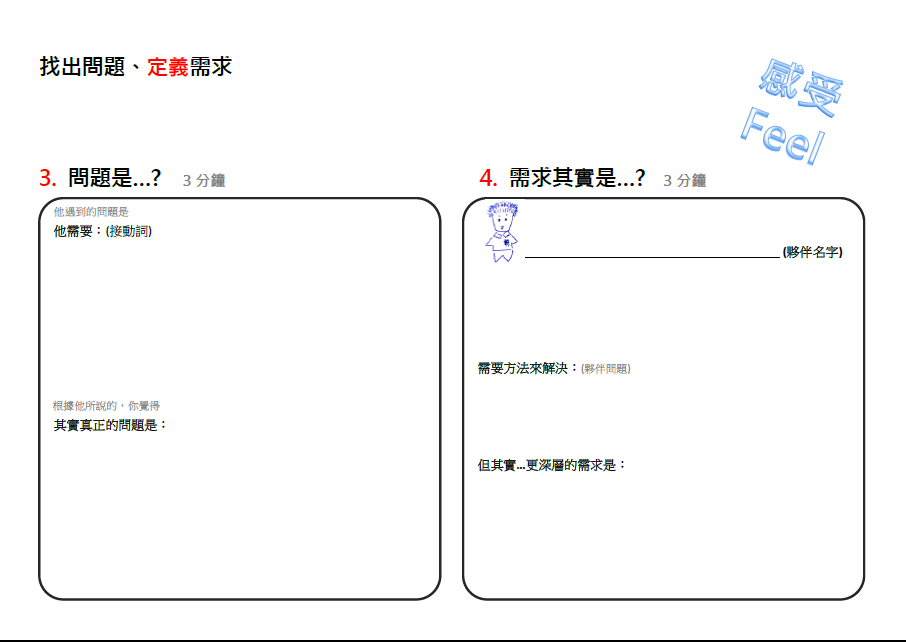 找出問題、定義需求
感受
Feel
3. 問題是…? 3 分鐘
他遇到的問題是
他需要：(接動詞)
根據他所說的，你覺得
其實真正的問題是：
4. 需求其實是…? 3 分鐘
(夥伴名字)
需要方法來解決：(夥伴問題)
但其實…更深層的需求是：